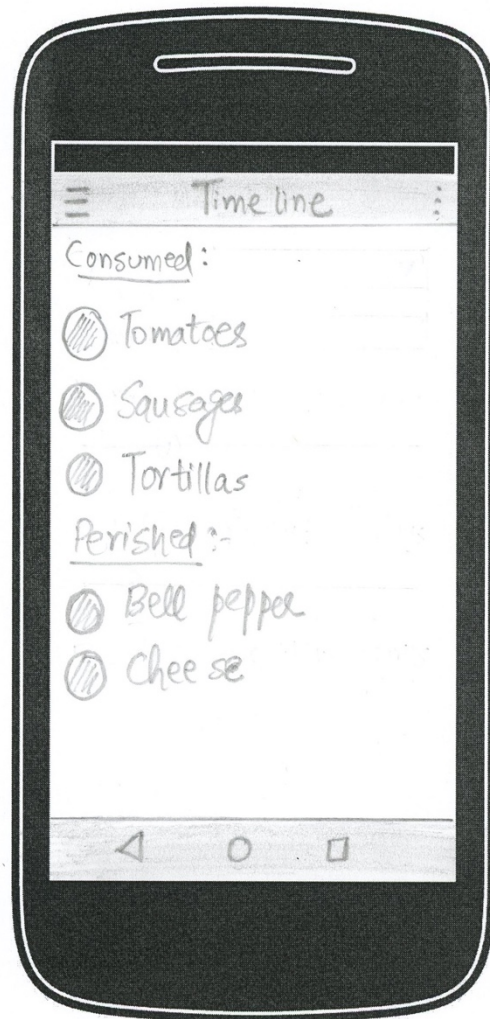 Time line
Consumed:
Tomatoes
Sausages
Tortillas
Perished:-
Bell pepper
Cheese